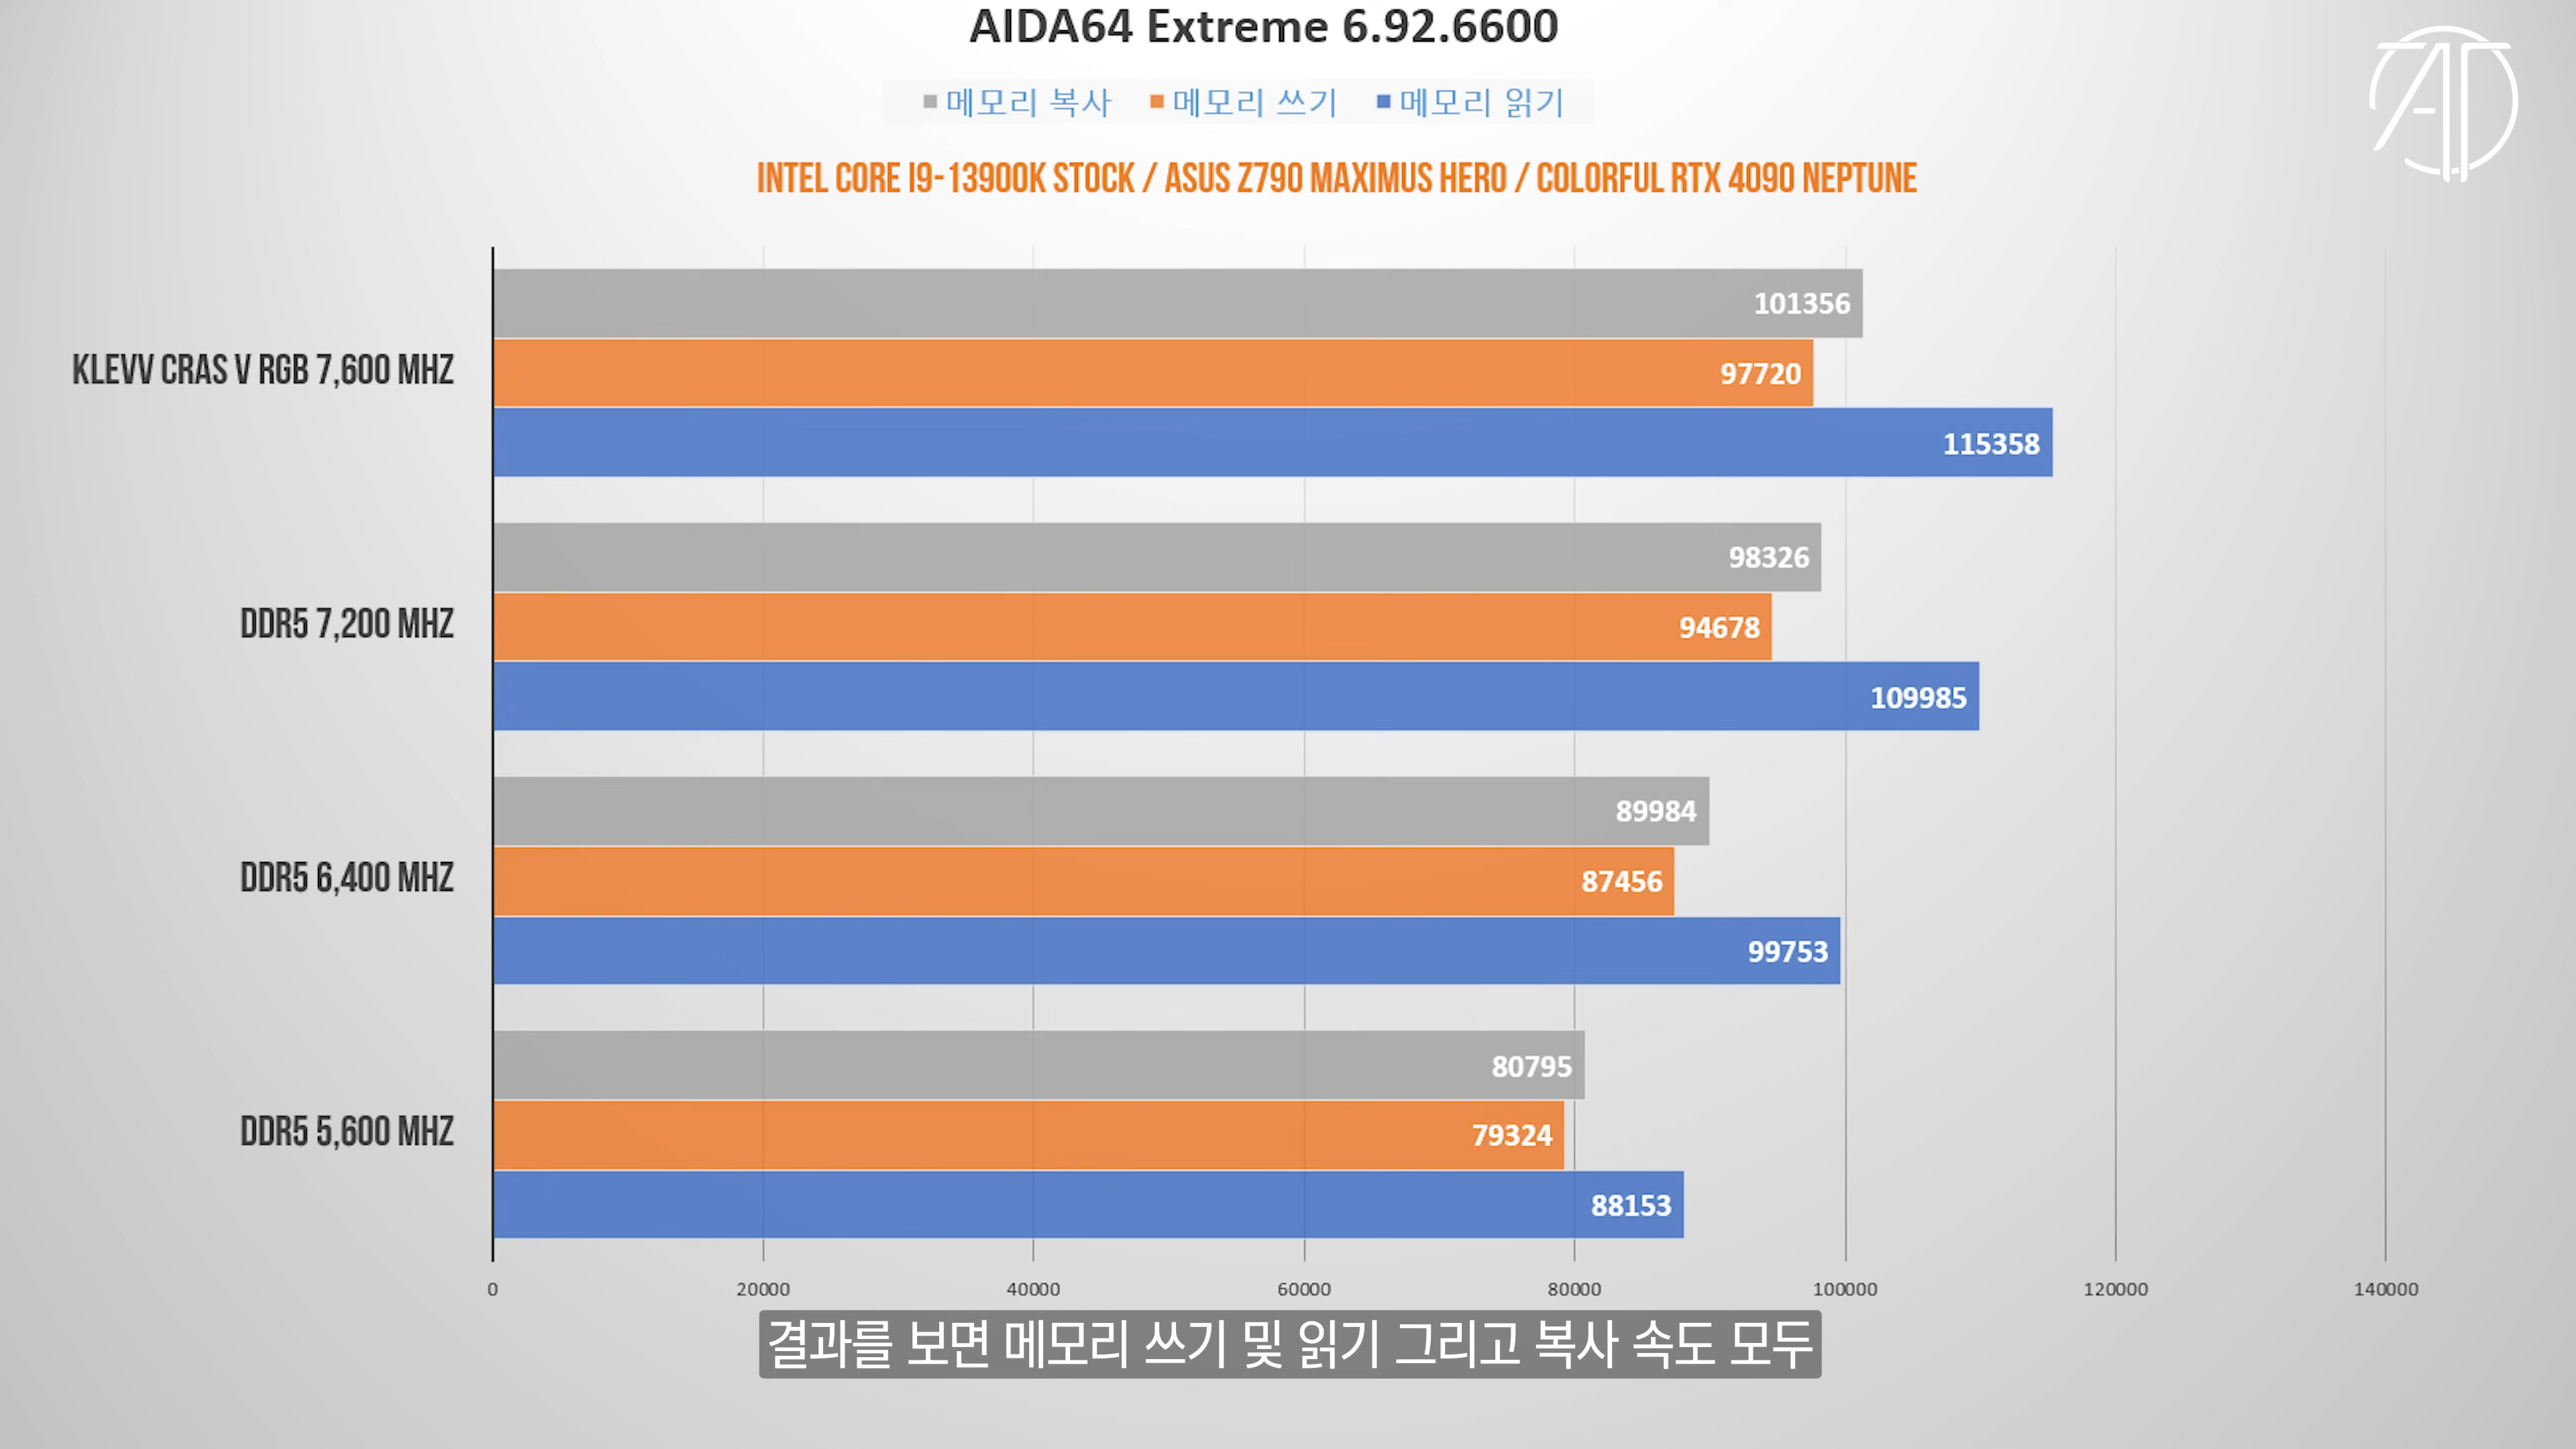 AIDA64 Extreme 6.92.6600
메모리 복사 메모리 쓰기 메모리 읽기
INTEL CORE I9-13900K STOCK / ASUS Z790 MAXIMUS HERO / COLORFUL RTX 4090 NEPTUNE
101356
KLEVV CRAS V RGB 7,600 MHZ
97720
115358
98326
DDR5 7,200 MHZ
94678
109985
89984
DDR5 6,400 MHZ
87456
99753
80795
DDR5 5,600 MHZ
79324
88153
0 20000 40000 60000 80000 100000 120000 140000
결과를 보면 메모리 쓰기 및 읽기 그리고 복사 속도 모두